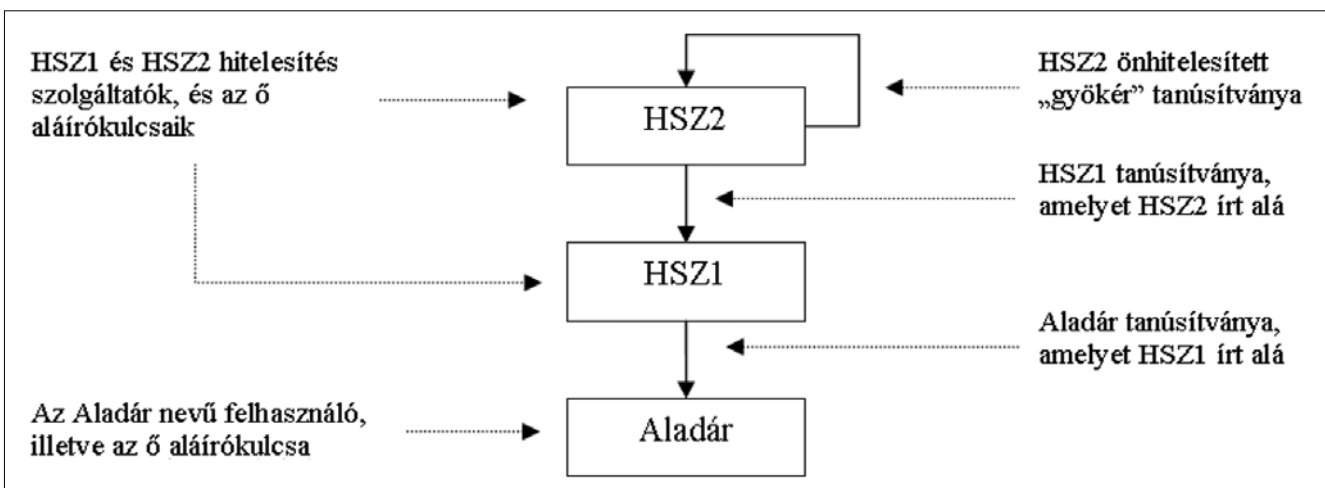 HSZ1 és HSZ2 hitelesítés
szolgáltatók, és az ő
aláírókulcsaik
HSZ2
HSZ2 önhitelesített
„gyökér” tanúsítványa
HSZ1 tanúsítványa,
amelyet HSZ2 írt alá
HSZ1
Aladár tanúsítványa,
amelyet HSZ1 írt alá
Az Aladár nevű felhasználó,
illetve az ő aláírókulcsa
Aladár